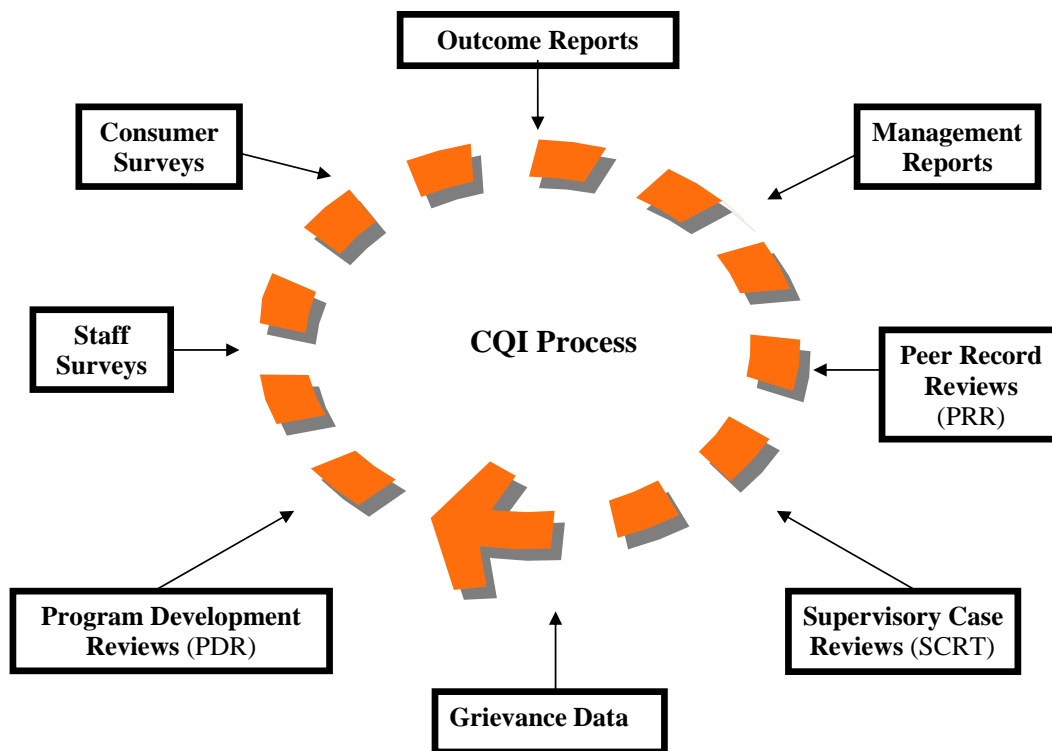 Outcome Reports
Consumer
Surveys
Management
Reports
Staff
Surveys
CQI Process
Peer Record
Reviews
(PRR)
Program Development
Reviews (PDR)
Supervisory Case
Reviews (SCRT)
Grievance Data